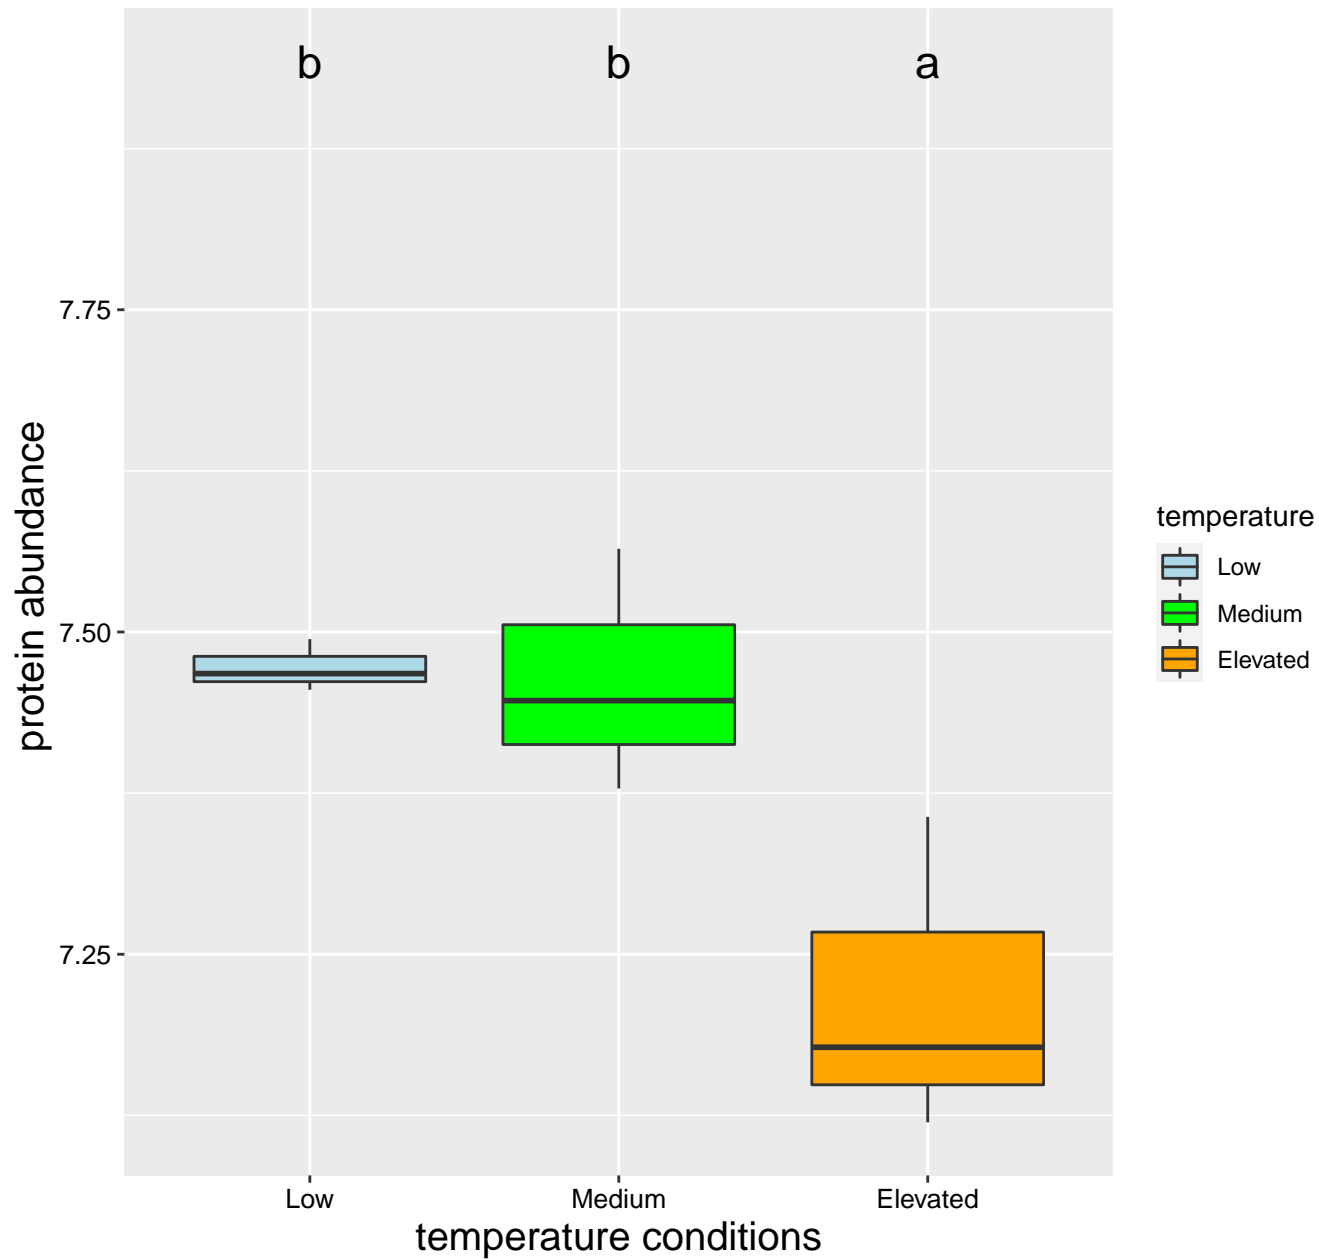 b b a
7.75
7.50
7.25
protein abundance
Low Medium Elevated
temperature conditions
temperature
Low
Medium
Elevated